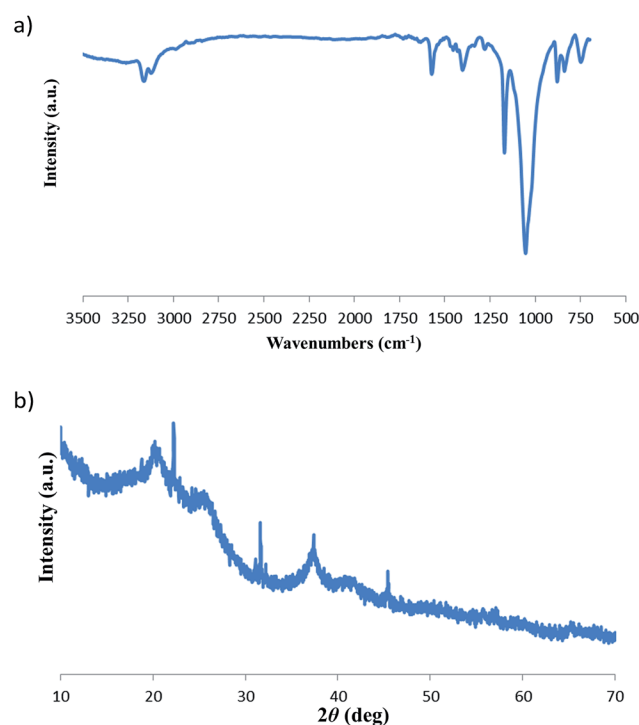 a)
Intensity (a.u.)
3500 3250 3000 2750 2500 2250 2000 1750 1500 1250 1000 750 500
Wavenumbers (cm⁻¹)
b)
Intensity (a.u.)
10 20 30 40 50 60 70
2θ (deg)